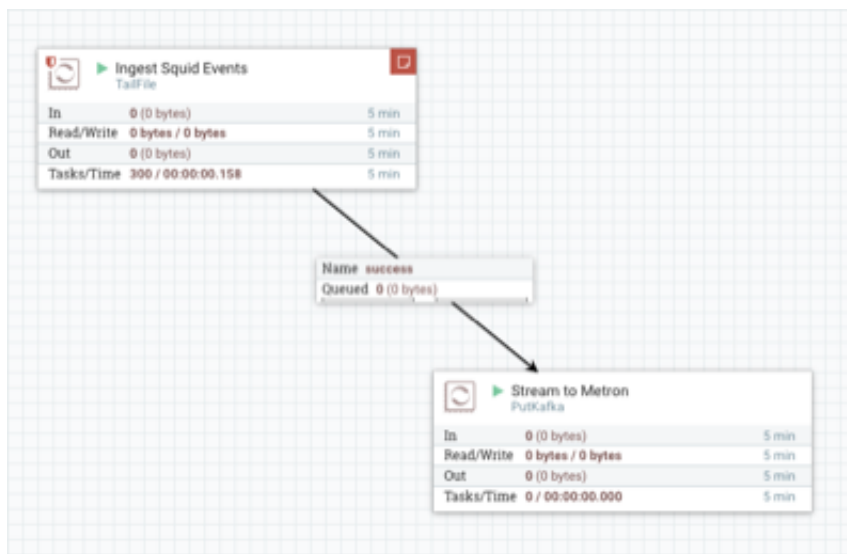 Ingest Squid Events
TailFile
In 0 (0 bytes) 5 min
Read/Write 0 bytes / 0 bytes 5 min
Out 0 (0 bytes) 5 min
Tasks/Time 300 / 00:00:00.158 5 min
Name success
Queued 0 (0 bytes)
Stream to Metron
PutKafka
In 0 (0 bytes) 5 min
Read/Write 0 bytes / 0 bytes 5 min
Out 0 (0 bytes) 5 min
Tasks/Time 0 / 00:00:00.000 5 min